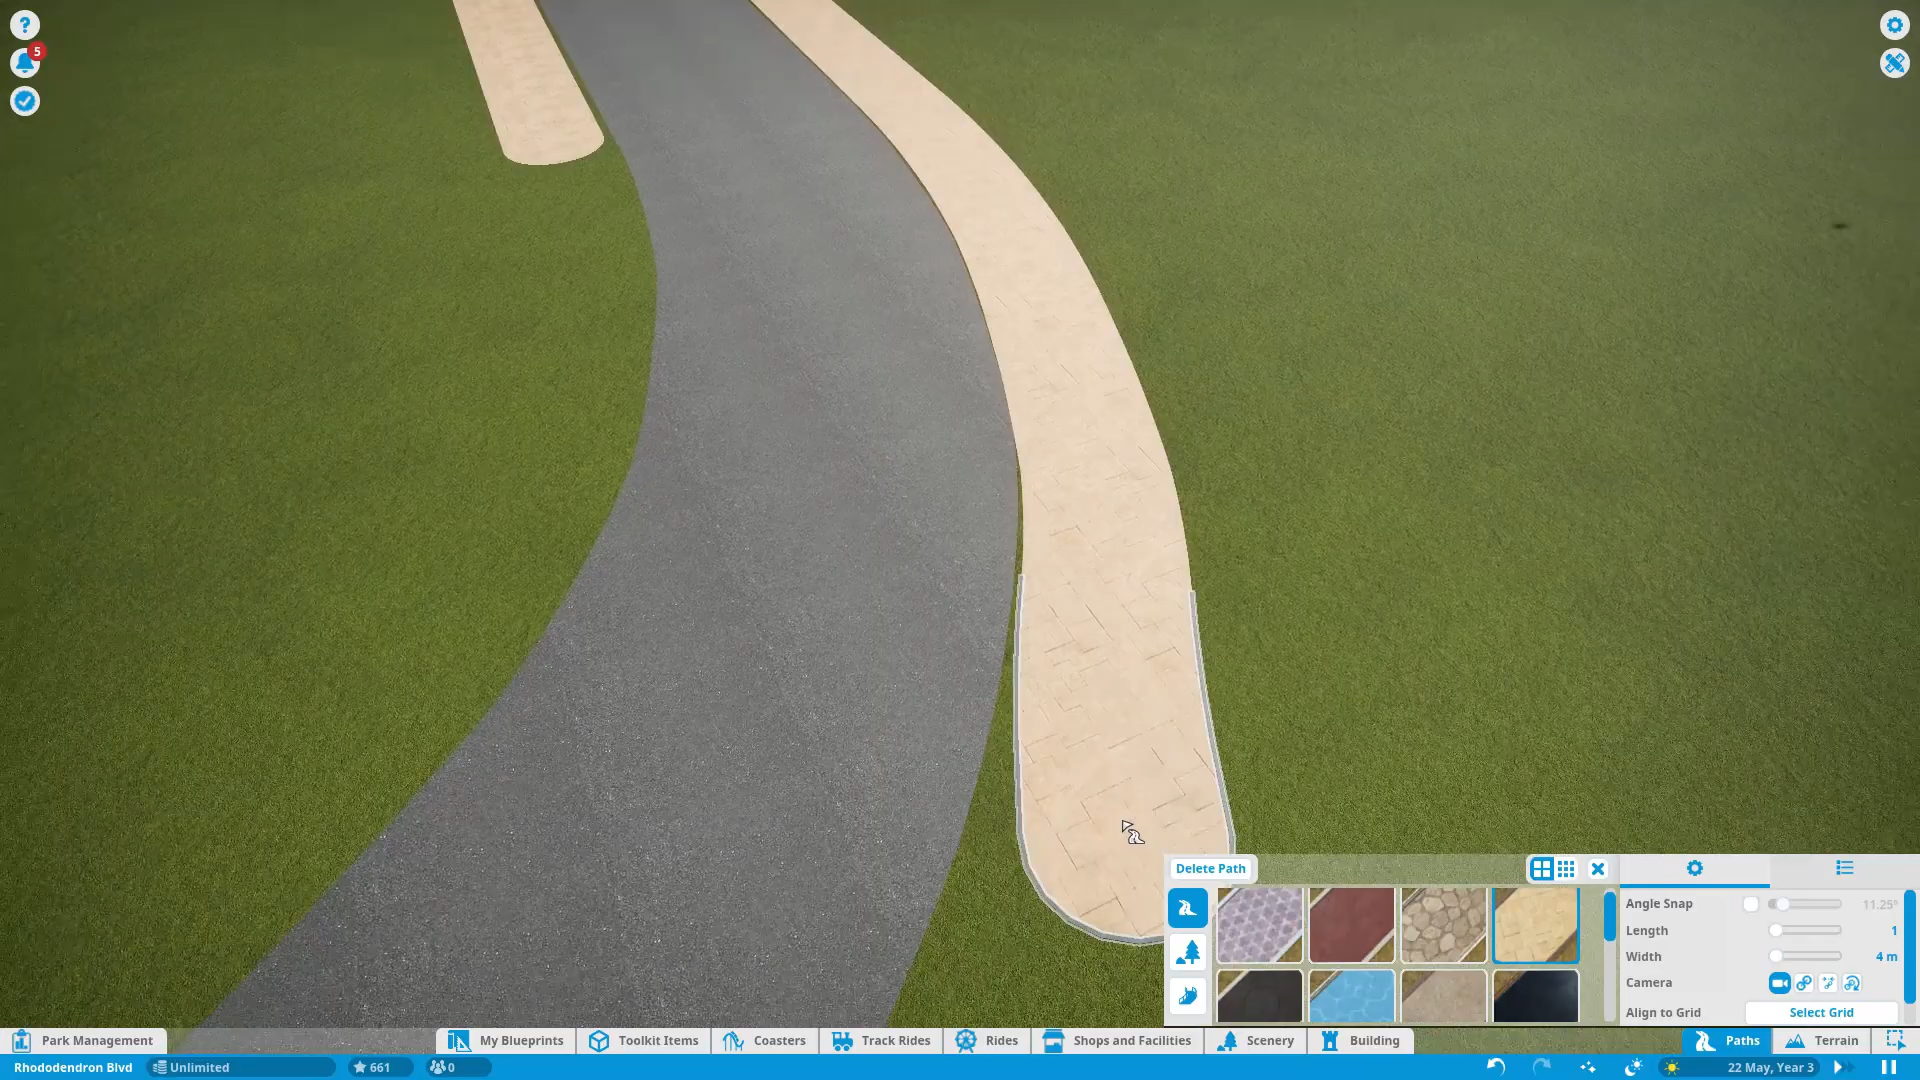 ?
5
Delete Path
Angle Snap 11.25°
Length 1
Width 4 m
Camera
Align to Grid Select Grid
Park Management My Blueprints Toolkit Items Coasters Track Rides Rides Shops and Facilities Scenery Building Paths Terrain
Rhododendron Blvd Unlimited 661 0 22 May, Year 3